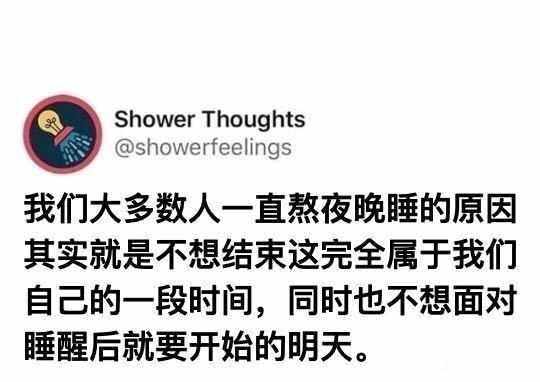 Shower Thoughts
@showerfeelings
我们大多数人一直熬夜晚睡的原因
其实就是不想结束这完全属于我们
自己的一段时间，同时也不想面对
睡醒后就要开始的明天。